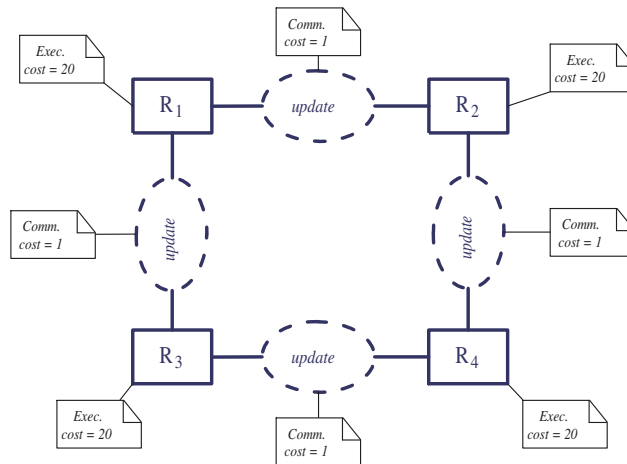 Comm.
cost = 1
Exec.
cost = 20
Exec.
cost = 20
R1
update
R2
Comm.
cost = 1
update
update
Comm.
cost = 1
R3
update
R4
Exec.
cost = 20
Comm.
cost = 1
Exec.
cost = 20